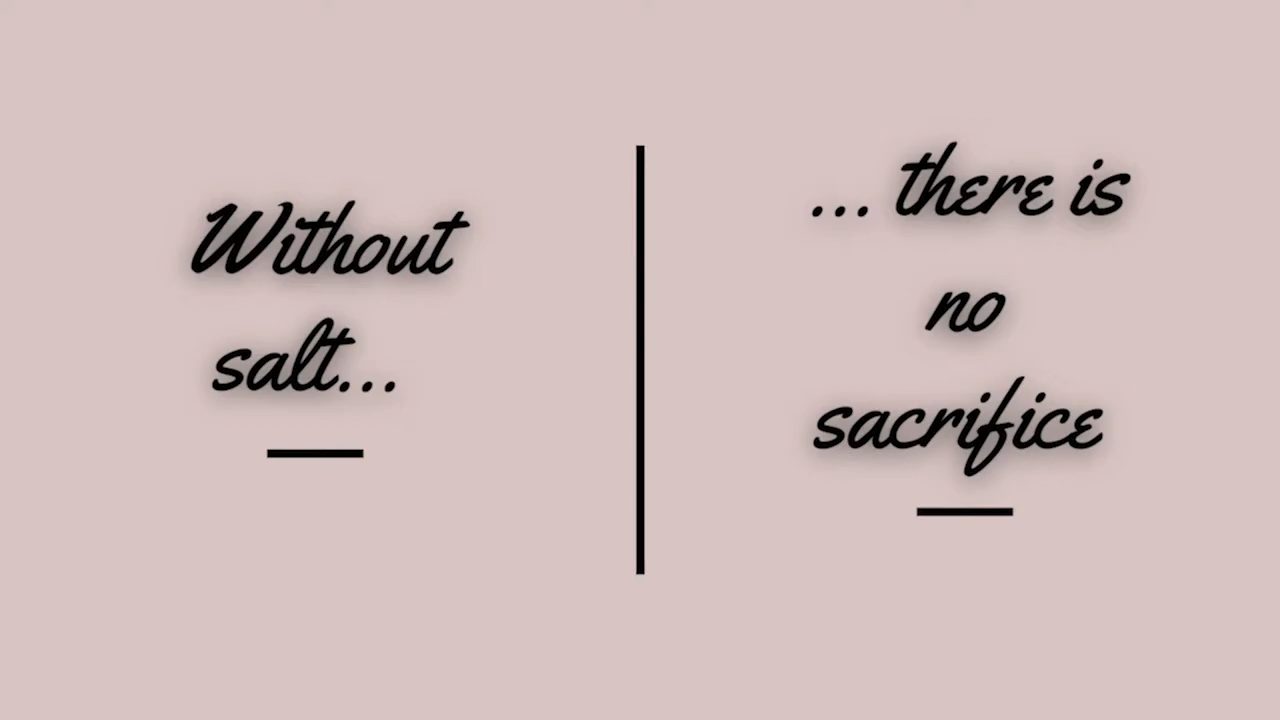 Without
salt...
... there is
no
sacrifice